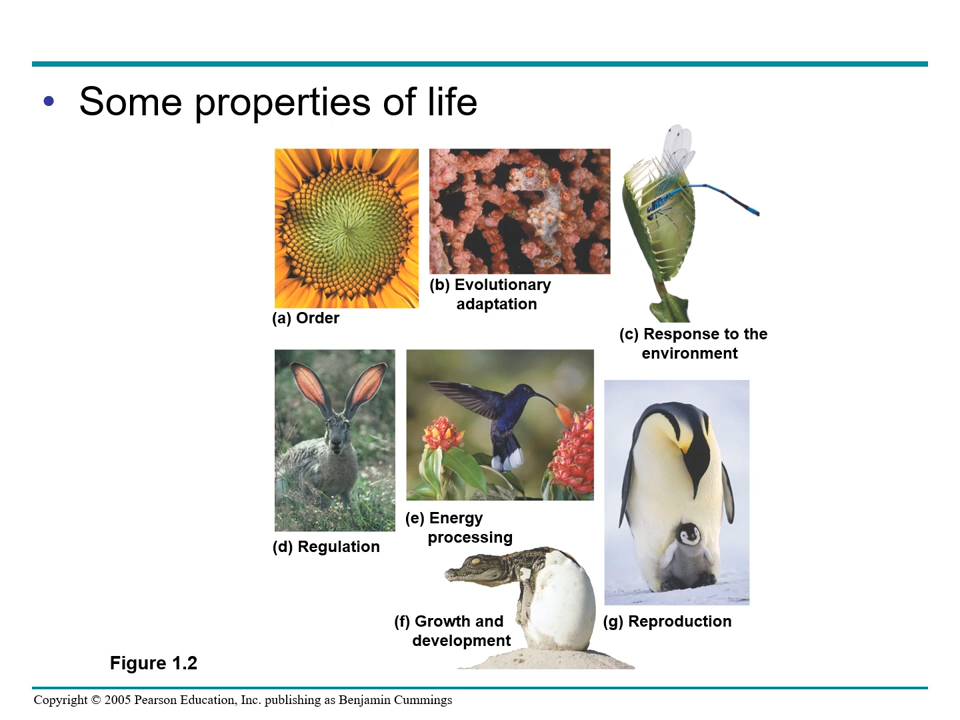 • Some properties of life
(a) Order
(b) Evolutionary
adaptation
(c) Response to the
environment
(d) Regulation
(e) Energy
processing
(f) Growth and
development
(g) Reproduction
Figure 1.2
Copyright © 2005 Pearson Education, Inc. publishing as Benjamin Cummings